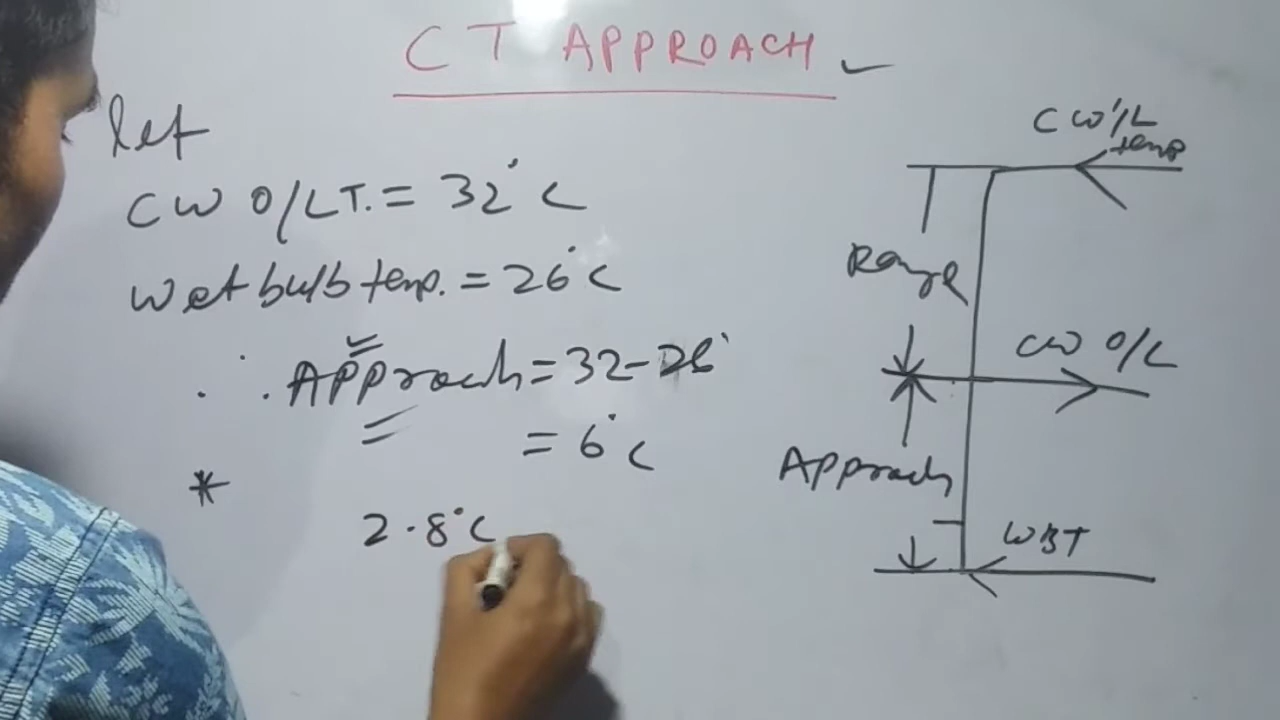 CT APPROACH
let
CW O/LT. = 32°C
Wet bulb temp. = 26°C
∴ Approach = 32-26°
= 6°C
*
2.8°C
CW I/L
temp
Range
CW O/L
Approach
WBT